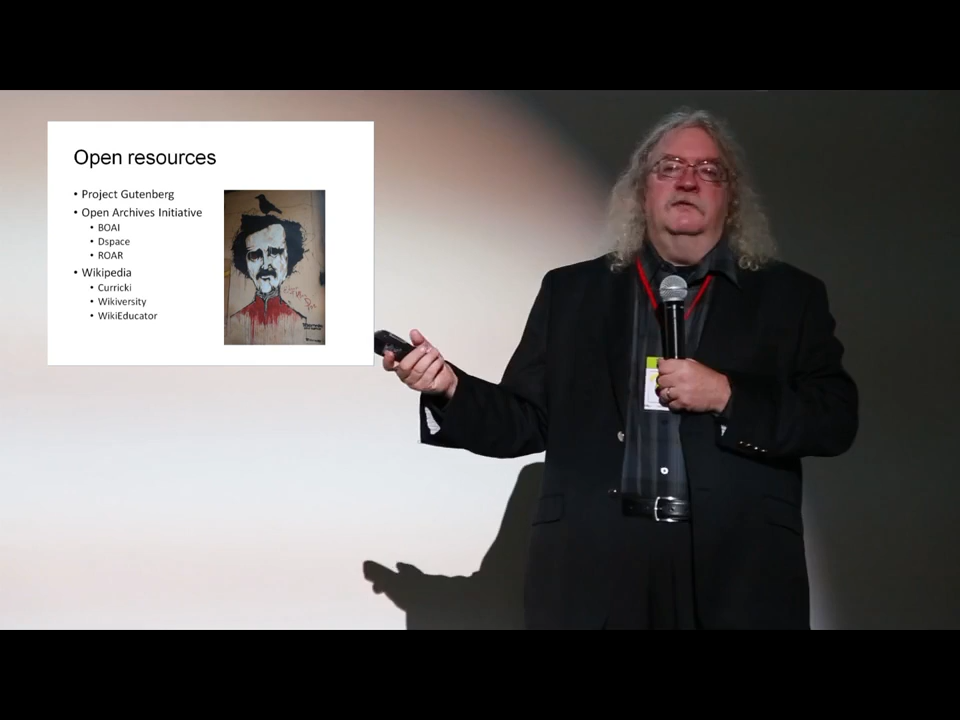 Open resources
• Project Gutenberg
• Open Archives Initiative
• BOAI
• Dspace
• ROAR
• Wikipedia
• Curricki
• Wikiversity
• WikiEducator